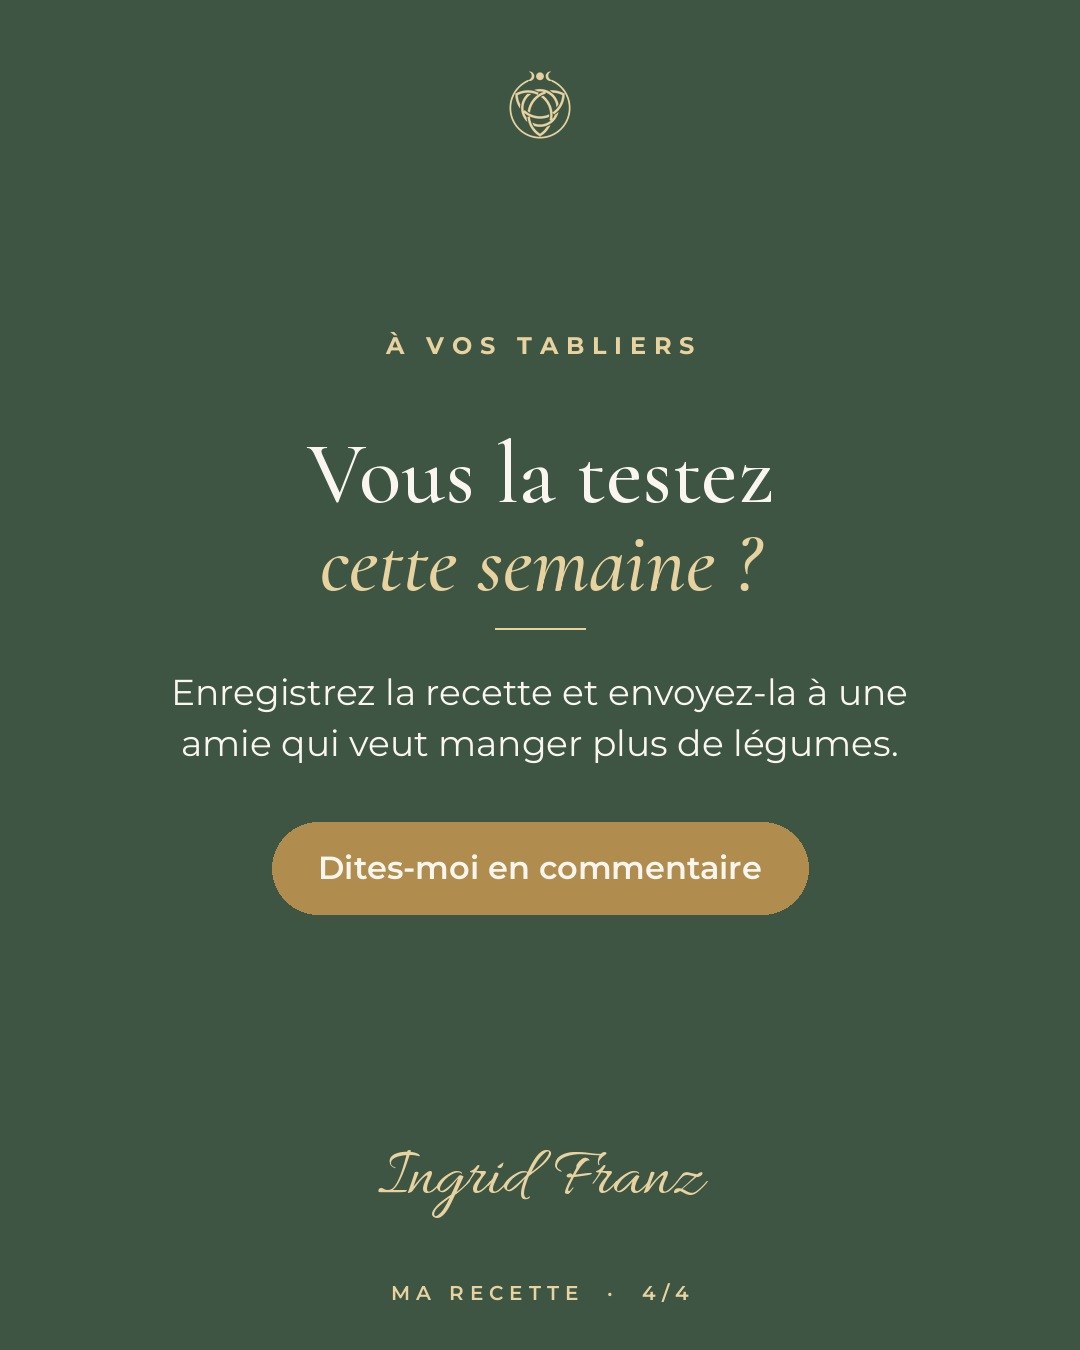 À VOS TABLIERS
Vous la testez
cette semaine ?
Enregistrez la recette et envoyez-la à une
amie qui veut manger plus de légumes.
Dites-moi en commentaire
Ingrid Franz
MA RECETTE · 4/4